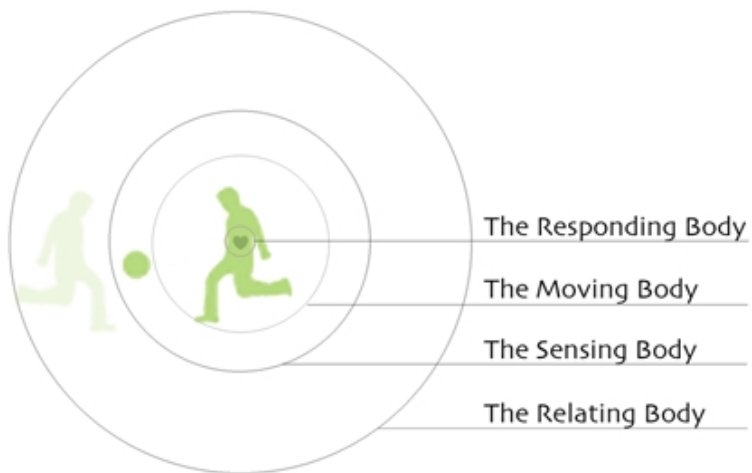 The Responding Body
The Moving Body
The Sensing Body
The Relating Body